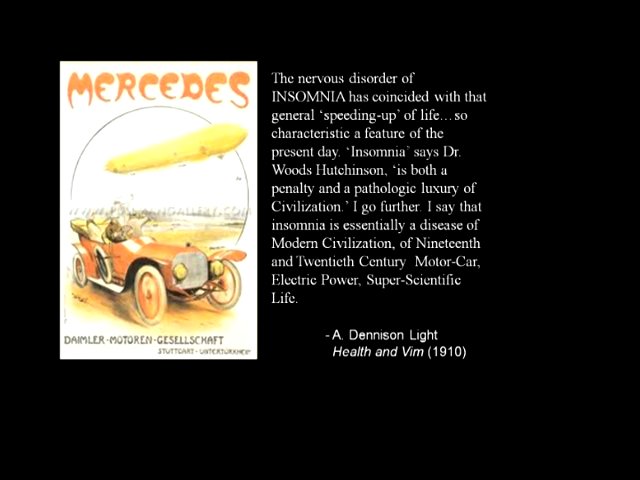 MERCEDES
DAIMLER-MOTOREN-GESELLSCHAFT
STUTTGART-UNTERTÜRKHEIM
The nervous disorder of
INSOMNIA has coincided with that
general ‘speeding-up’ of life…so
characteristic a feature of the
present day. ‘Insomnia’ says Dr.
Woods Hutchinson, ‘is both a
penalty and a pathologic luxury of
Civilization.’ I go further. I say that
insomnia is essentially a disease of
Modern Civilization, of Nineteenth
and Twentieth Century Motor-Car,
Electric Power, Super-Scientific
Life.
- A. Dennison Light
Health and Vim (1910)